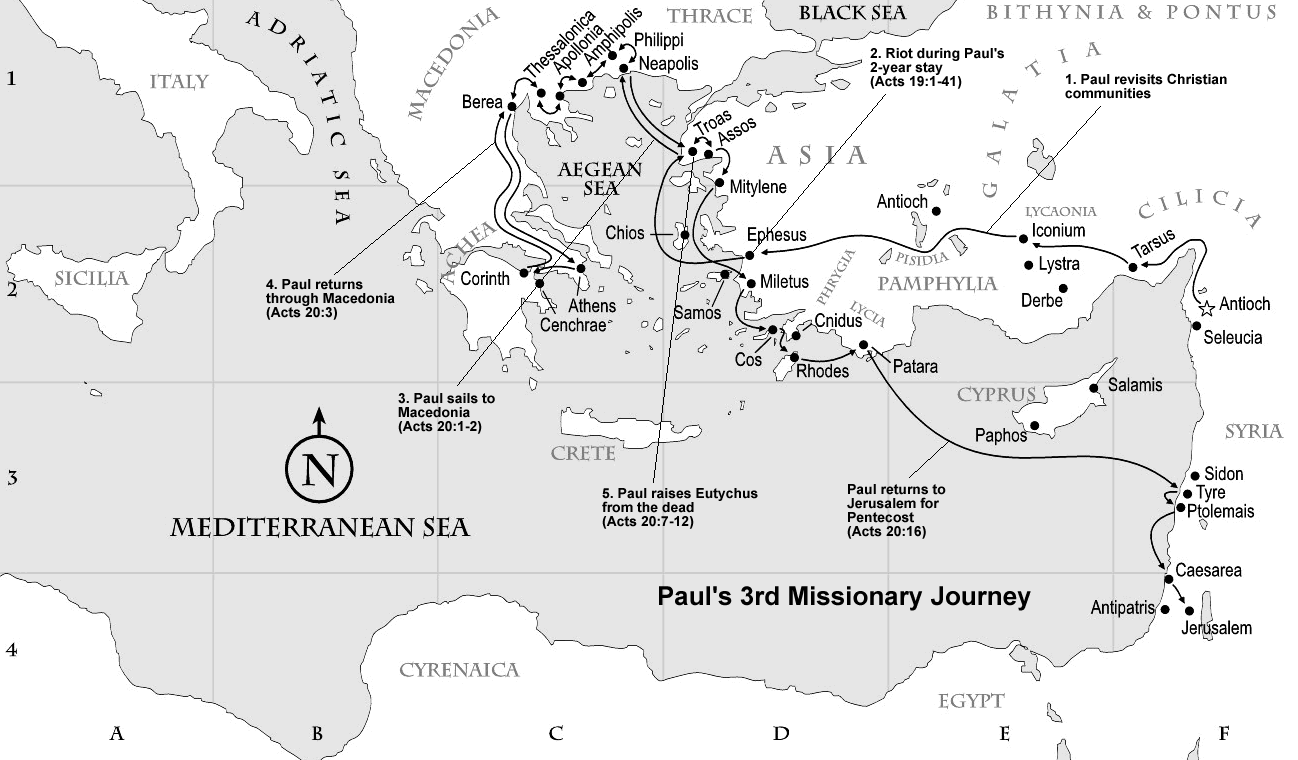 ADRIATIC SEA
MACEDONIA
THRACE
BLACK SEA
BITHYNIA & PONTUS
ITALY
1
Thessalonica
Apollonia
Amphipolis
Philippi
Neapolis
Berea
2. Riot during Paul's
2-year stay
(Acts 19:1-41)
GALATIA
1. Paul revisits Christian
communities
Troas
Assos
AEGEAN
SEA
ASIA
Mitylene
Antioch
LYCAONIA
Iconium
CILICIA
Tarsus
Chios
Ephesus
ACHEA
PISIDIA
Lystra
SICILIA
2
Corinth
PHRYGIA
PAMPHYLIA
Miletus
Derbe
4. Paul returns
through Macedonia
(Acts 20:3)
Athens
Cenchrae
Samos
LYCIA
Cnidus
Antioch
Seleucia
Cos
Rhodes
Patara
CYPRUS
Salamis
Paphos
SYRIA
3. Paul sails to
Macedonia
(Acts 20:1-2)
N
CRETE
3
MEDITERRANEAN SEA
5. Paul raises Eutychus
from the dead
(Acts 20:7-12)
Paul returns to
Jerusalem for
Pentecost
(Acts 20:16)
Sidon
Tyre
Ptolemais
Caesarea
Paul's 3rd Missionary Journey
Antipatris
Jerusalem
4
CYRENAICA
EGYPT
A
B
C
D
E
F